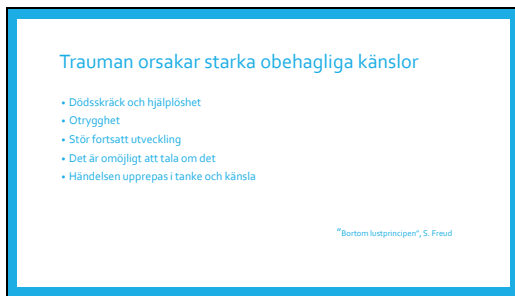 Trauman orsakar starka obehagliga känslor
• Dödsskräck och hjälplöshet
• Otrygghet
• Stör fortsatt utveckling
• Det är omöjligt att tala om det
• Händelsen upprepas i tanke och känsla
“Bortom lustprincipen”, S. Freud